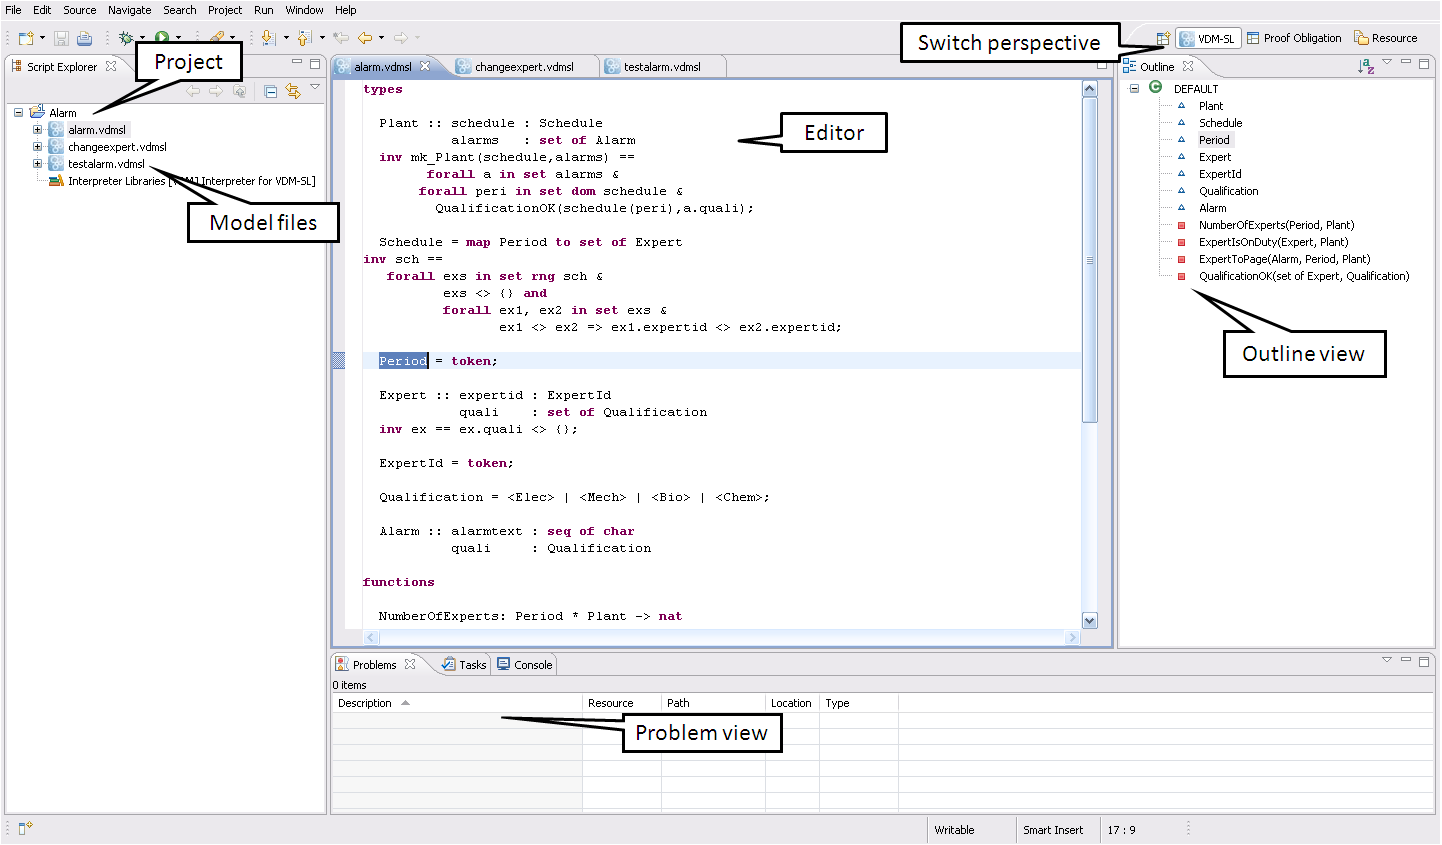 File Edit Source Navigate Search Project Run Window Help
Switch perspective
VDM-SL Proof Obligation Resource
Script Explorer
Project
Alarm
alarm.vdmsl
changeexpert.vdmsl
testalarm.vdmsl
Interpreter Libraries [ Interpreter for VDM-SL]
Model files
alarm.vdmsl changeexpert.vdmsl testalarm.vdmsl
Editor
types
Plant :: schedule : Schedule
alarms : set of Alarm
inv mk_Plant(schedule,alarms) ==
forall a in set alarms &
forall peri in set dom schedule &
QualificationOK(schedule(peri),a.quali);
Schedule = map Period to set of Expert
inv sch ==
forall exs in set rng sch &
exs <> {} and
forall ex1, ex2 in set exs &
ex1 <> ex2 => ex1.expertid <> ex2.expertid;
Period = token;
Expert :: expertid : ExpertId
quali : set of Qualification
inv ex == ex.quali <> {};
ExpertId = token;
Qualification = <Elec> | <Mech> | <Bio> | <Chem>;
Alarm :: alarmtext : seq of char
quali : Qualification
functions
NumberOfExperts: Period * Plant -> nat
Outline
DEFAULT
Plant
Schedule
Period
Expert
ExpertId
Qualification
Alarm
NumberOfExperts(Period, Plant)
ExpertIsOnDuty(Expert, Plant)
ExpertToPage(Alarm, Period, Plant)
QualificationOK(set of Expert, Qualification)
Outline view
Problems Tasks Console
0 items
Description Resource Path Location Type
Problem view
Writable Smart Insert 17 : 9